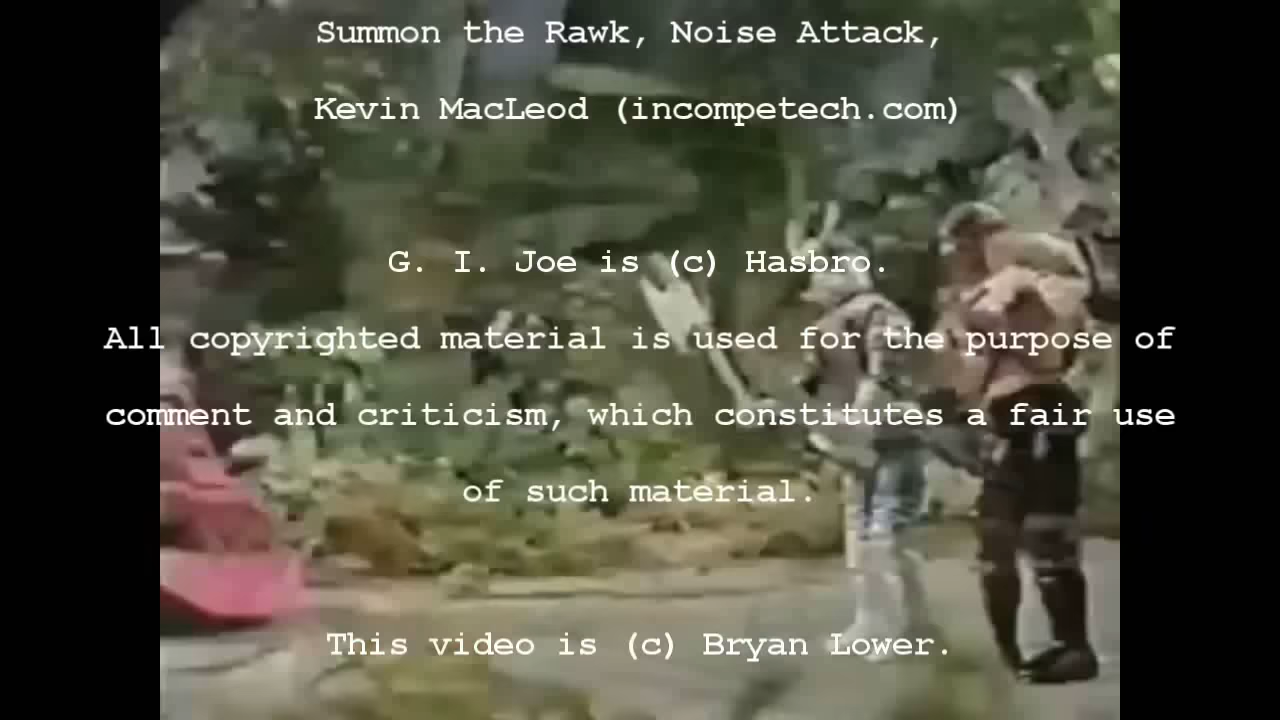 Summon the Rawk, Noise Attack,
Kevin MacLeod (incompetech.com)
G. I. Joe is (c) Hasbro.
All copyrighted material is used for the purpose of
comment and criticism, which constitutes a fair use
of such material.
This video is (c) Bryan Lower.